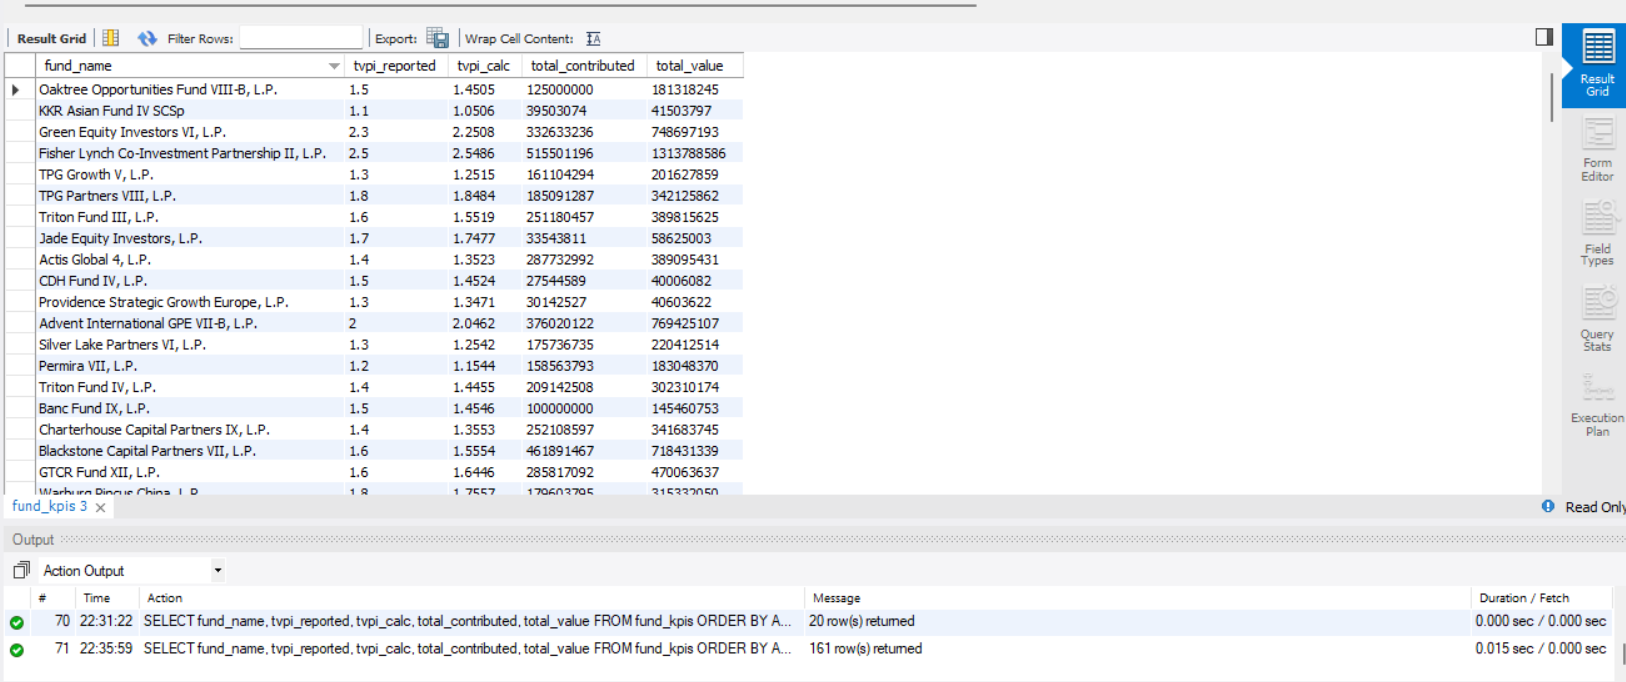 Result Grid Filter Rows: Export: Wrap Cell Content:
fund_name tvpi_reported tvpi_calc total_contributed total_value
Oaktree Opportunities Fund VIII-B, L.P. 1.5 1.4505 125000000 181318245
KKR Asian Fund IV SCSp 1.1 1.0506 39503074 41503797
Green Equity Investors VI, L.P. 2.3 2.2508 332633236 748697193
Fisher Lynch Co-Investment Partnership II, L.P. 2.5 2.5486 515501196 1313788586
TPG Growth V, L.P. 1.3 1.2515 161104294 201627859
TPG Partners VIII, L.P. 1.8 1.8484 185091287 342125862
Triton Fund III, L.P. 1.6 1.5519 251180457 389815625
Jade Equity Investors, L.P. 1.7 1.7477 33543811 58625003
Actis Global 4, L.P. 1.4 1.3523 287732992 389095431
CDH Fund IV, L.P. 1.5 1.4524 27544589 40006082
Providence Strategic Growth Europe, L.P. 1.3 1.3471 30142527 40603622
Advent International GPE VII-B, L.P. 2 2.0462 376020122 769425107
Silver Lake Partners VI, L.P. 1.3 1.2542 175736735 220412514
Permira VII, L.P. 1.2 1.1544 158563793 183048370
Triton Fund IV, L.P. 1.4 1.4455 209142508 302310174
Banc Fund IX, L.P. 1.5 1.4546 100000000 145460753
Charterhouse Capital Partners IX, L.P. 1.4 1.3553 252108597 341683745
Blackstone Capital Partners VII, L.P. 1.6 1.5554 461891467 718431339
GTCR Fund XII, L.P. 1.6 1.6446 285817092 470063637
Warburg Pincus China, L.P. 1.8 1.7557 179603795 315332050
Result
Grid
Form
Editor
Field
Types
Query
Stats
Execution
Plan
fund_kpis 3 Read Only
Output
Action Output
# Time Action Message Duration / Fetch
70 22:31:22 SELECT fund_name, tvpi_reported, tvpi_calc, total_contributed, total_value FROM fund_kpis ORDER BY A... 20 row(s) returned 0.000 sec / 0.000 sec
71 22:35:59 SELECT fund_name, tvpi_reported, tvpi_calc, total_contributed, total_value FROM fund_kpis ORDER BY A... 161 row(s) returned 0.015 sec / 0.000 sec